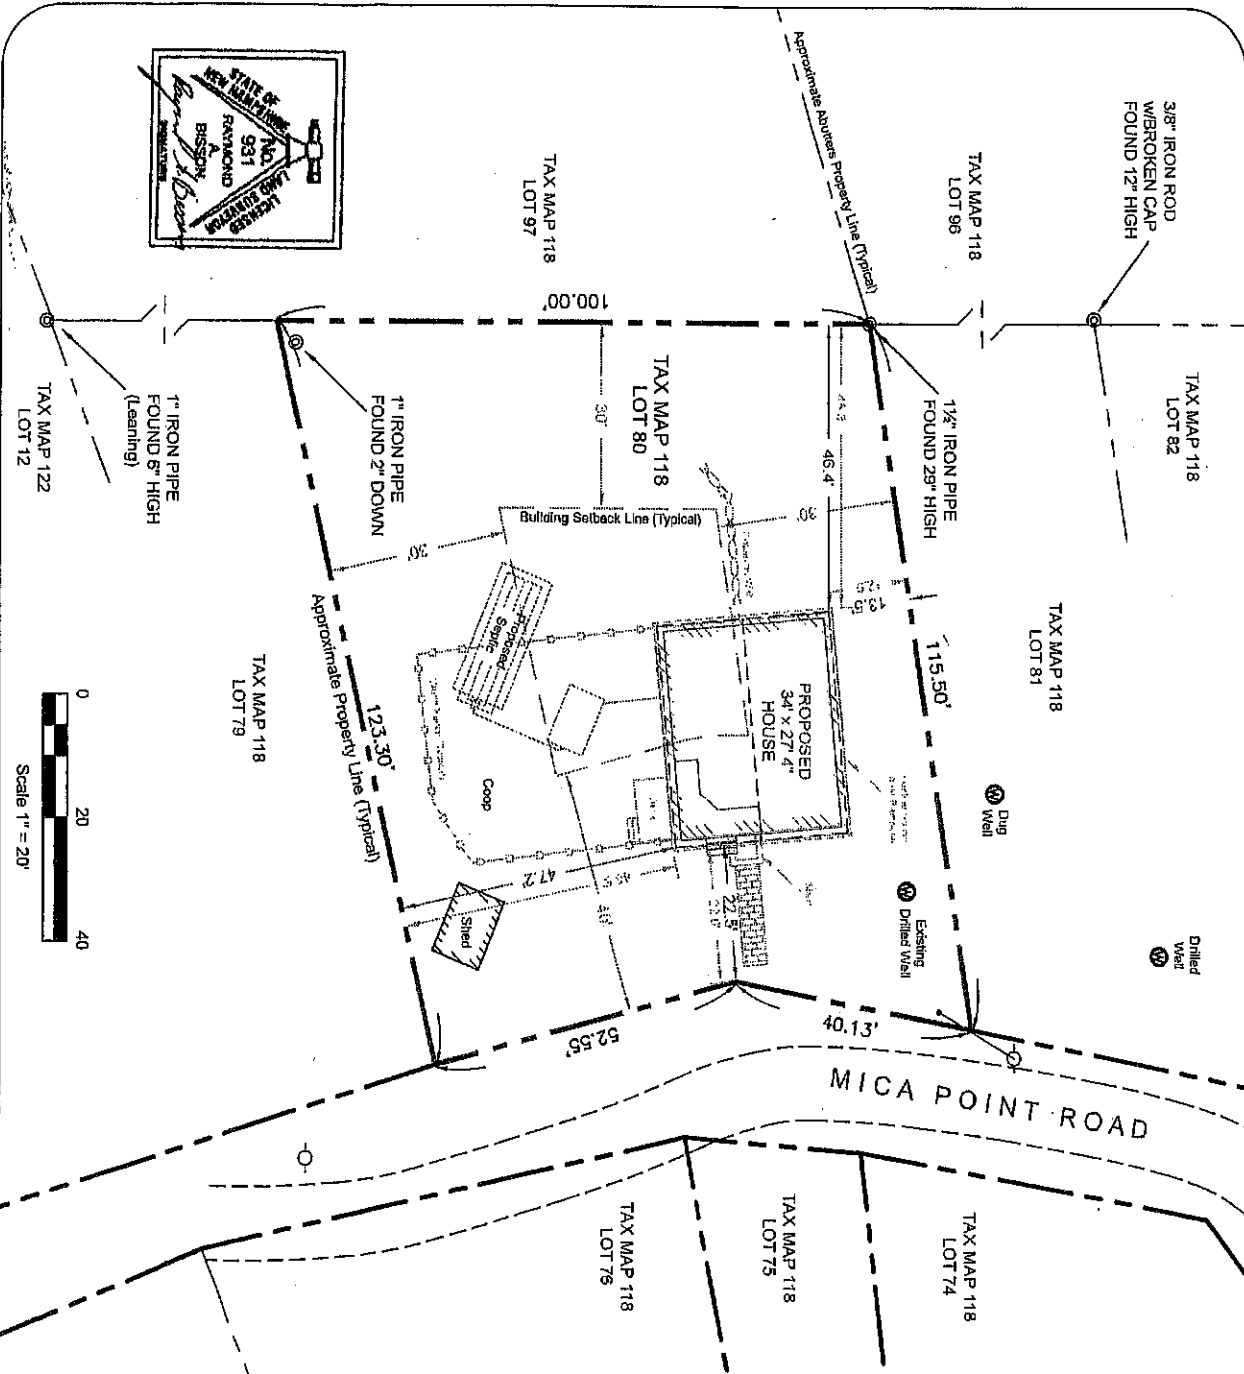 3/8" IRON ROD
W/BROKEN CAP
FOUND 12" HIGH
TAX MAP 118
LOT 96
Approximate Abutters Property Line (Typical)
TAX MAP 118
LOT 97
STATE OF
NEW HAMPSHIRE
No.
931
RAYMOND
A.
BISSON
LICENSED
LAND SURVEYOR
SIGNATURE
TAX MAP 118
LOT 82
1½" IRON PIPE
FOUND 29" HIGH
100.00'
TAX MAP 118
LOT 80
30'
46.4'
1" IRON PIPE
FOUND 2" DOWN
1" IRON PIPE
FOUND 6" HIGH
(Leaning)
TAX MAP 122
LOT 12
Building Setback Line (Typical)
30'
30'
13.5'
115.50'
TAX MAP 118
LOT 81
PROPOSED
34' x 27' 4"
HOUSE
Proposed
Septic
Approximate Property Line (Typical)
123.30'
TAX MAP 118
LOT 79
Coop
Dug
Well
W
Existing
Drilled Well
W
Drilled
Well
W
47.2'
22.5'
40'
Shed
0
20
40
Scale 1" = 20'
52.55'
40.13'
MICA POINT ROAD
TAX MAP 118
LOT 74
TAX MAP 118
LOT 75
TAX MAP 118
LOT 76